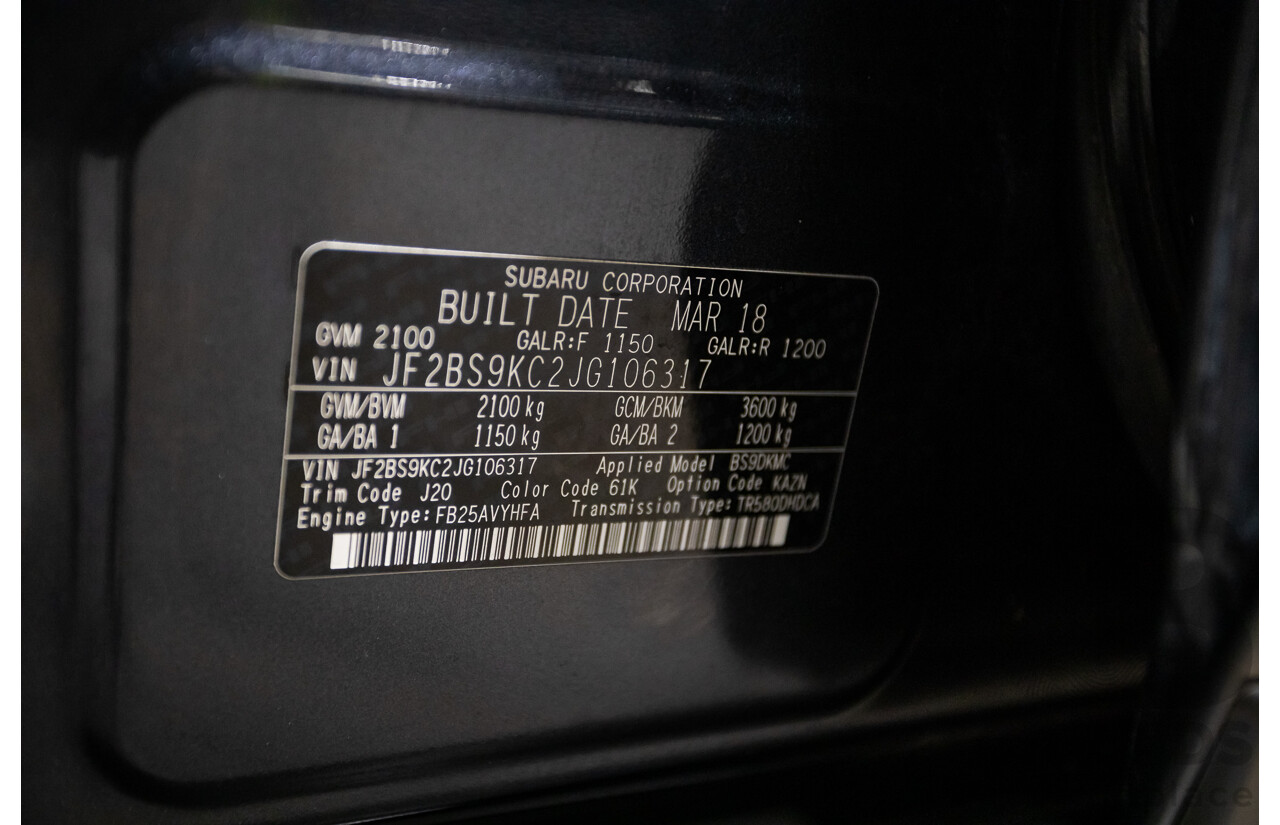 SUBARU CORPORATION
BUILT DATE MAR 18
GVM 2100 GALR:F 1150 GALR:R 1200
VIN JF2BS9KC2JG106317
GVM/BVM 2100 kg GCM/BKM 3600 kg
GA/BA 1 1150 kg GA/BA 2 1200 kg
VIN JF2BS9KC2JG106317 Applied Model BS9DKMC
Trim Code J20 Color Code 61K Option Code KAZN
Engine Type: FB25AVYHFA Transmission Type: TR580DHDCA